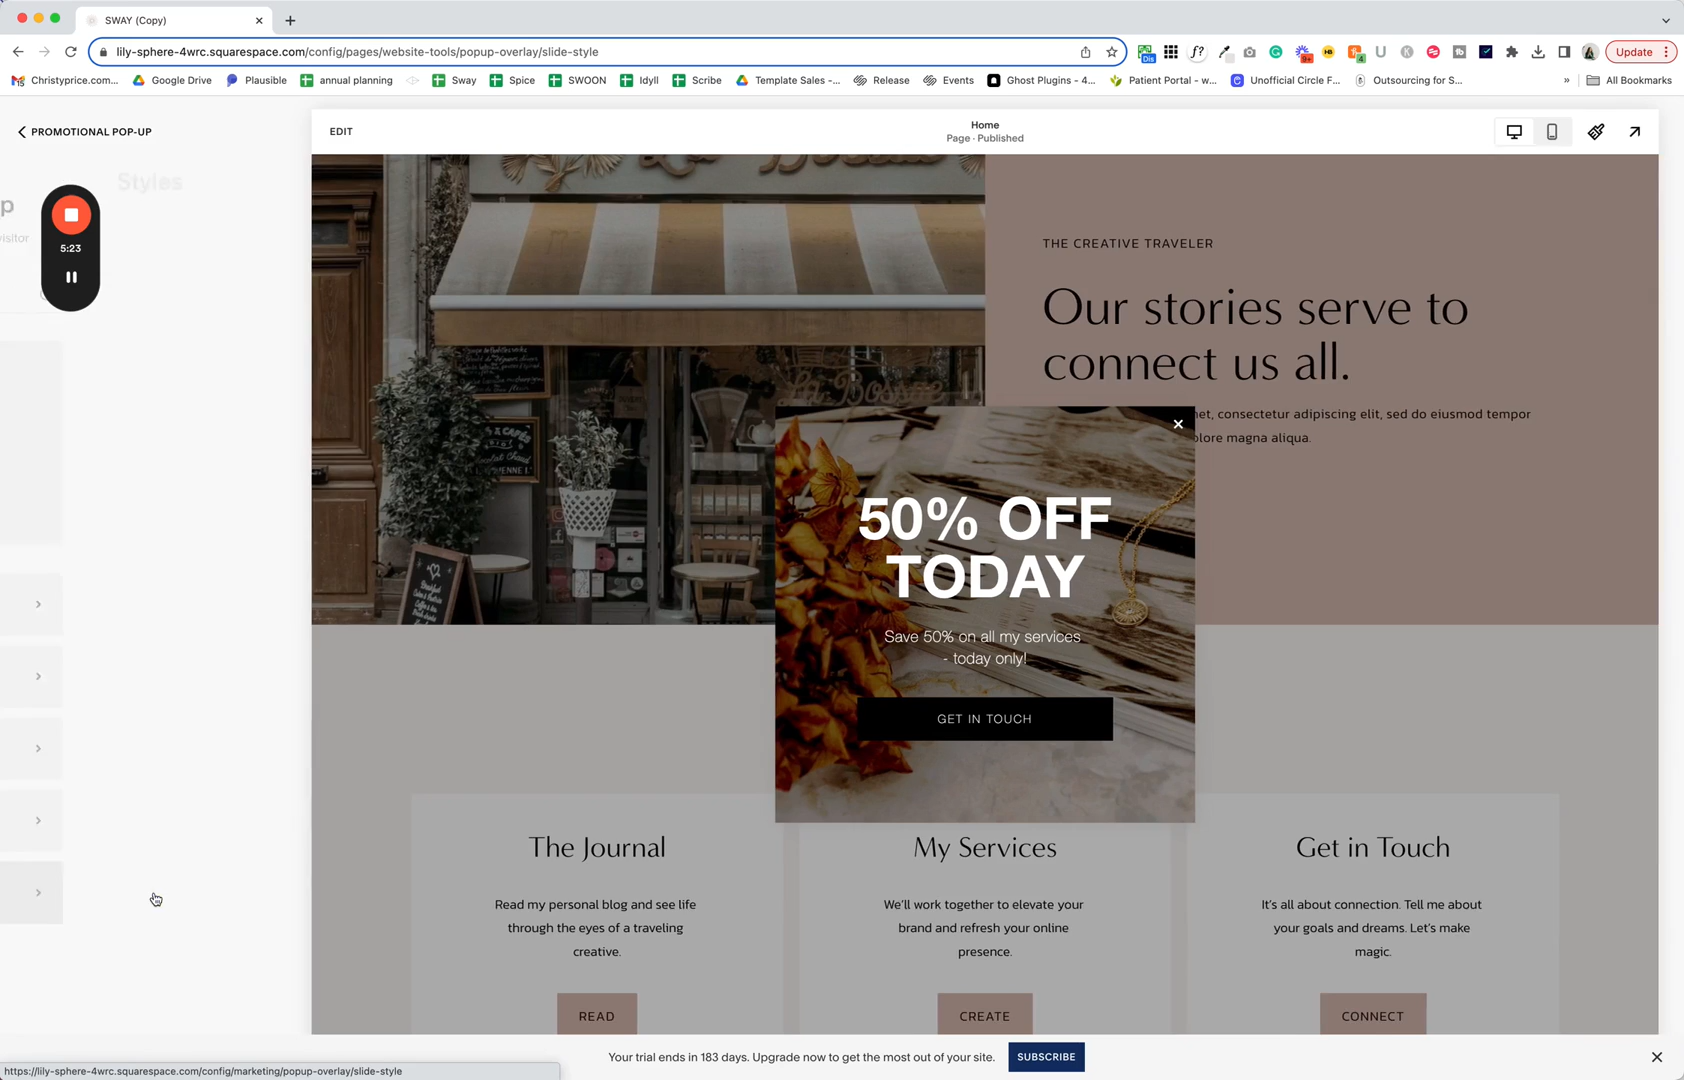 SWAY (Copy)
lily-sphere-4wrc.squarespace.com/config/pages/website-tools/popup-overlay/slide-style
Update
Christyprice.com...
Google Drive
Plausible
annual planning
Sway
Spice
SWOON
Idyll
Scribe
Template Sales -...
Release
Events
Ghost Plugins - 4...
Patient Portal - w...
Unofficial Circle F...
Outsourcing for S...
All Bookmarks
PROMOTIONAL POP-UP
Styles
p
visitor
5:23
EDIT
Home
Page · Published
THE CREATIVE TRAVELER
Our stories serve to
connect us all.
met, consectetur adipiscing elit, sed do eiusmod tempor
dolore magna aliqua.
50% OFF
TODAY
Save 50% on all my services
- today only!
GET IN TOUCH
The Journal
Read my personal blog and see life
through the eyes of a traveling
creative.
READ
My Services
We'll work together to elevate your
brand and refresh your online
presence.
CREATE
Get in Touch
It's all about connection. Tell me about
your goals and dreams. Let's make
magic.
CONNECT
Your trial ends in 183 days. Upgrade now to get the most out of your site.
SUBSCRIBE
https://lily-sphere-4wrc.squarespace.com/config/marketing/popup-overlay/slide-style